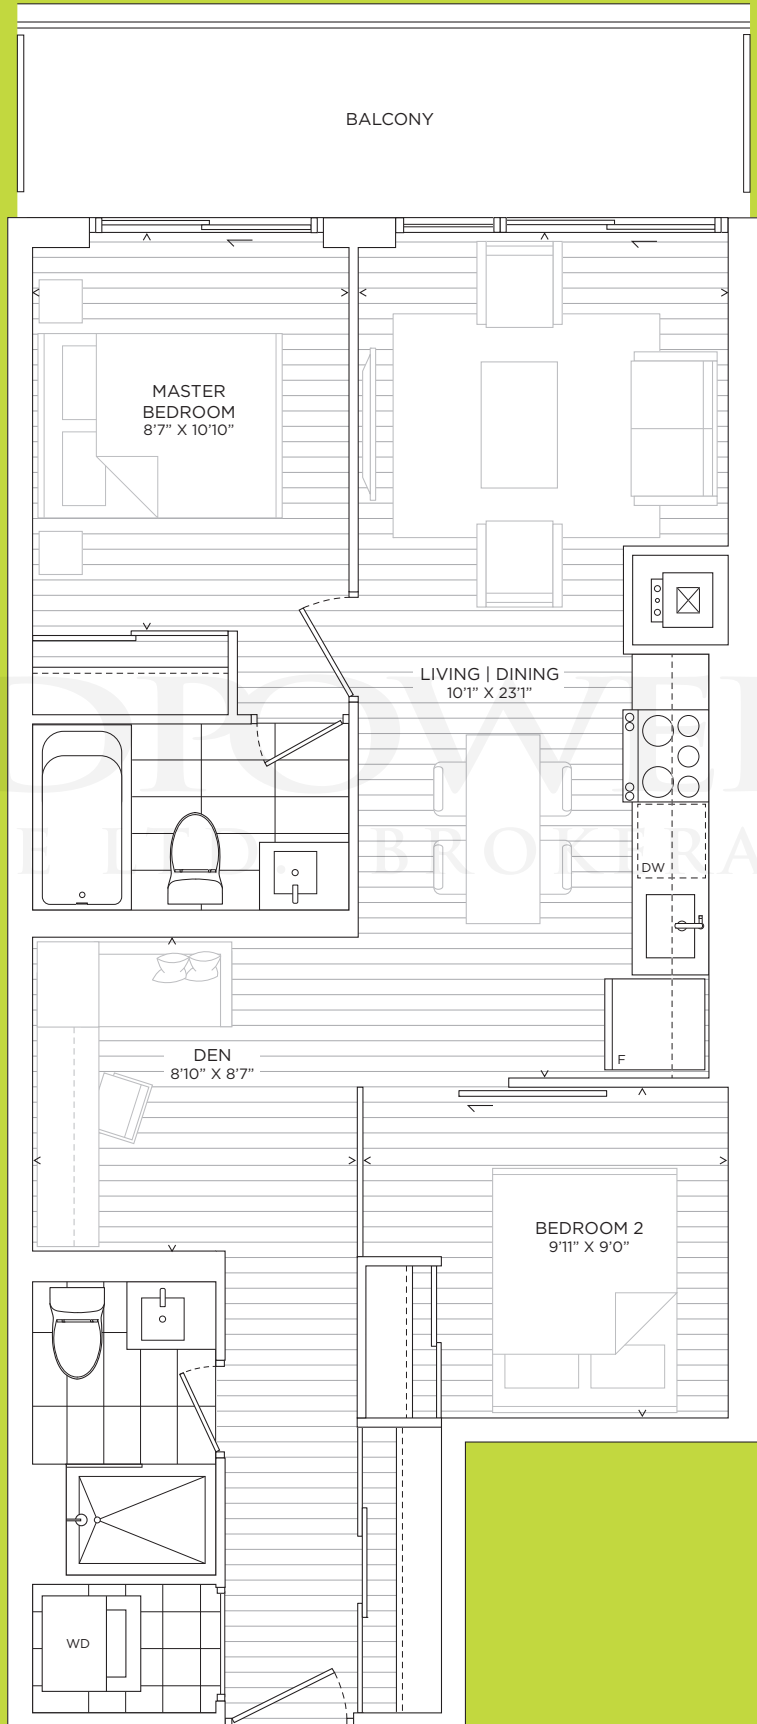 BALCONY
MASTER
BEDROOM
8'7” X 10'10”
LIVING | DINING
10'1” X 23'1”
DW
F
DEN
8'10” X 8'7”
BEDROOM 2
9'11” X 9'0”
WD